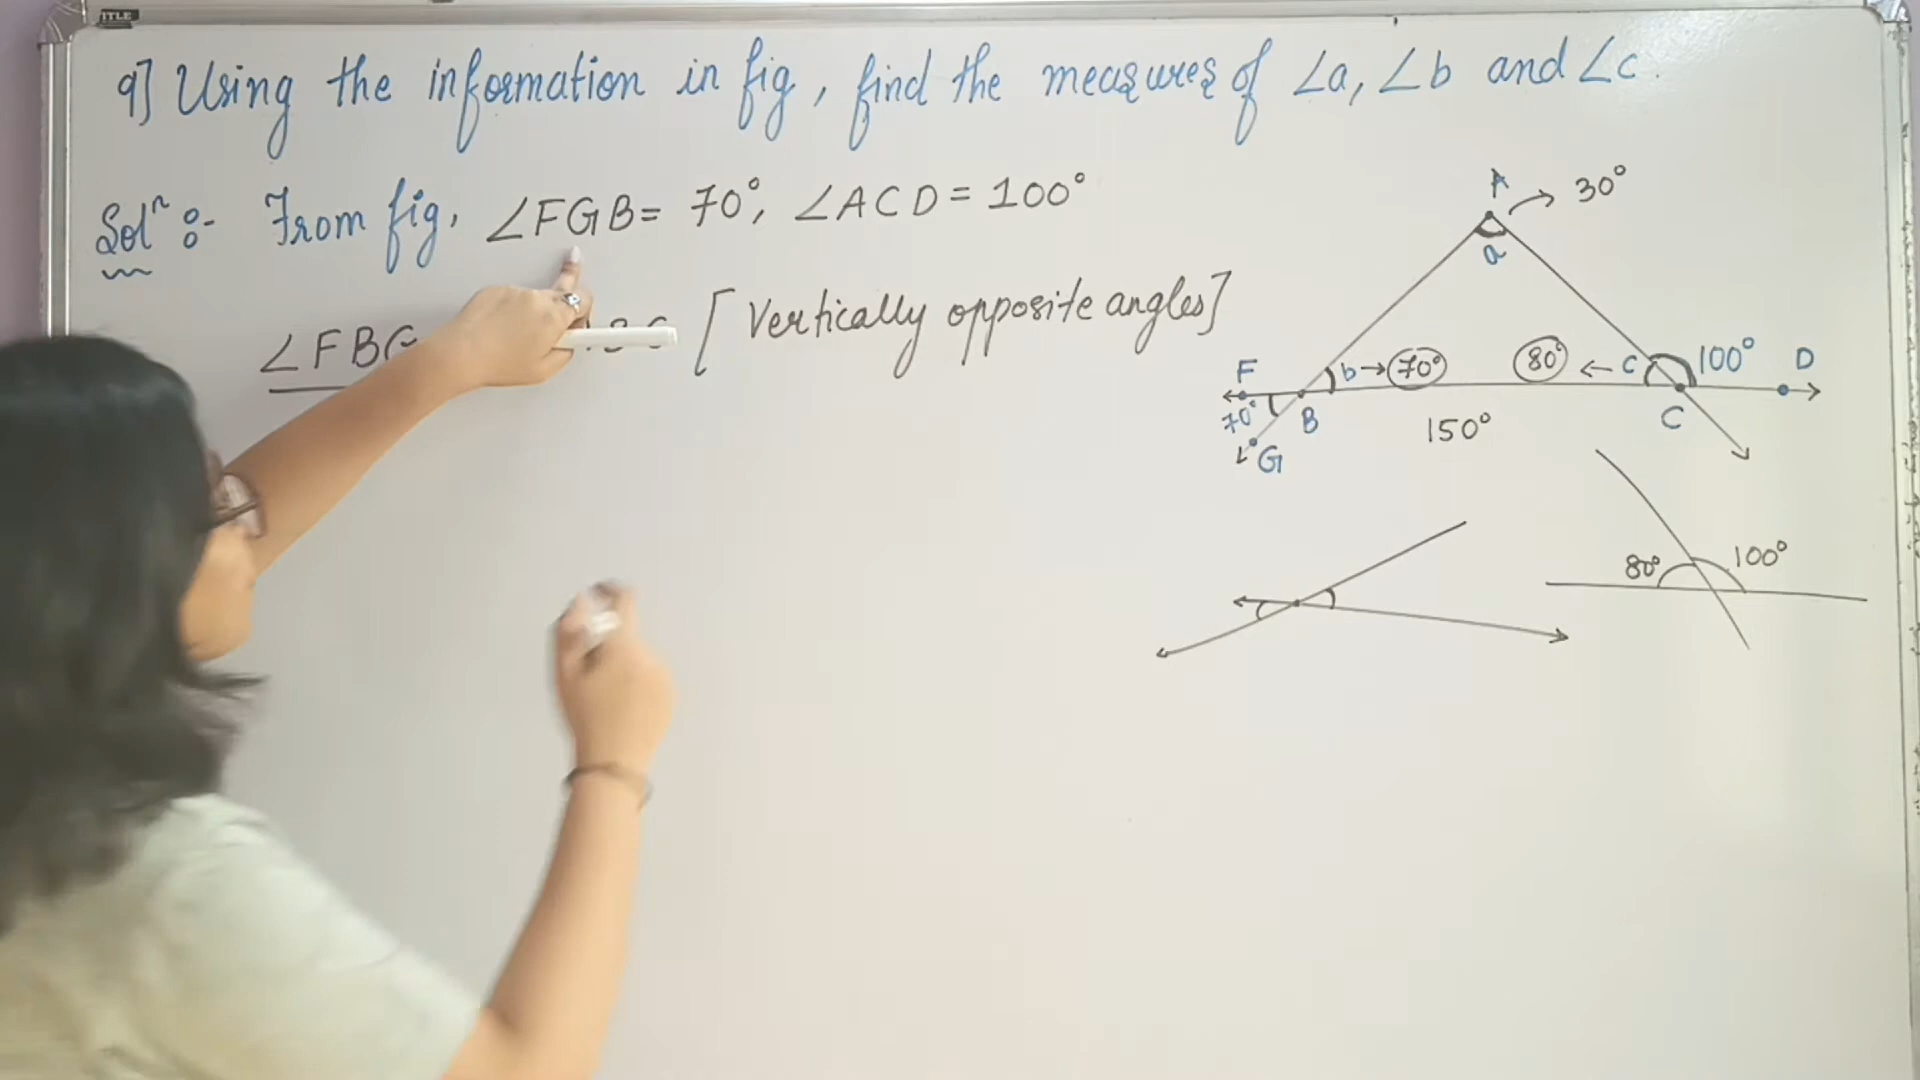 9] Using the information in fig, find the measures of ∠a, ∠b and ∠c.
Solⁿ :- From fig, ∠FGB = 70°, ∠ACD = 100°
∠FBG [Vertically opposite angles]
A → 30°
a
F b → 70° 80° ← c 100° D
70° B 150° C
G
80° 100°